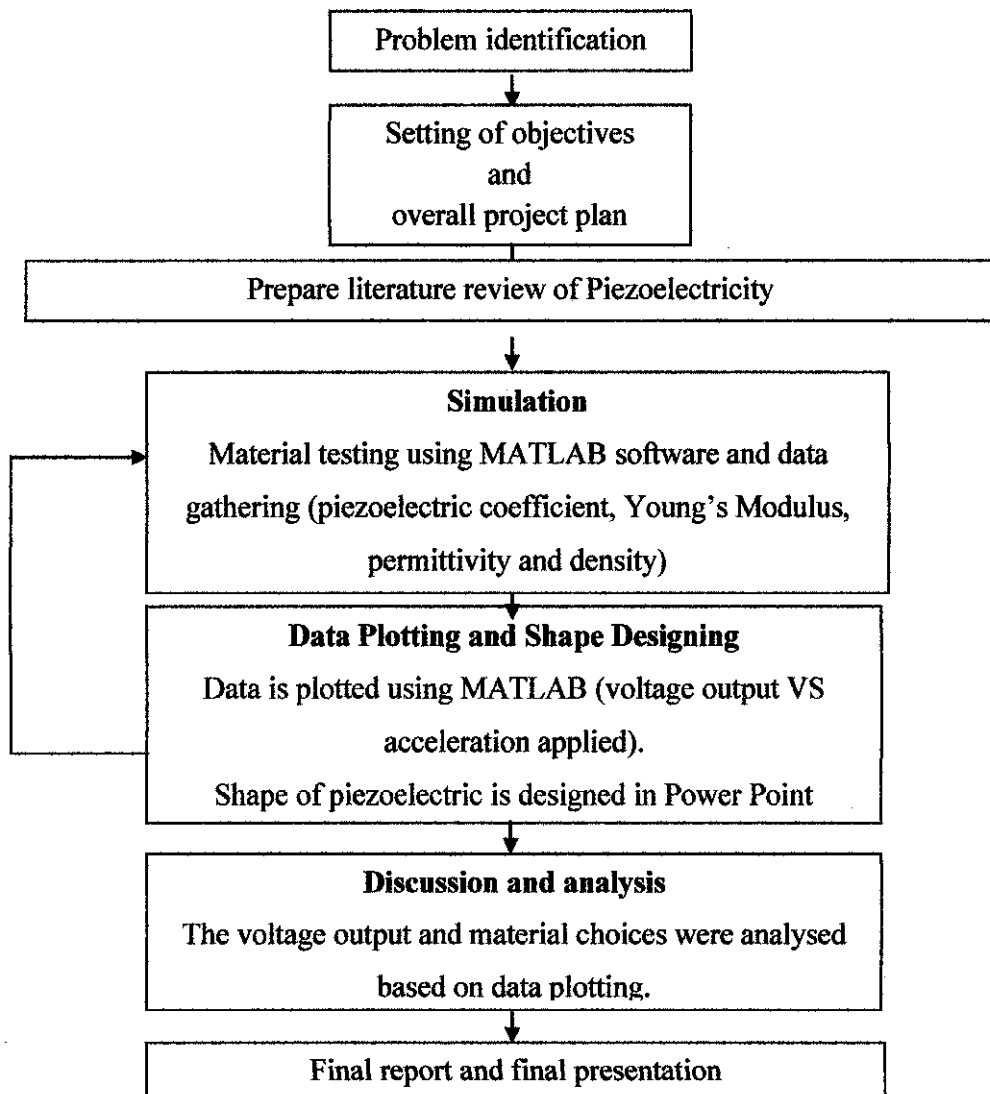 Problem identification
Setting of objectives
and
overall project plan
Prepare literature review of Piezoelectricity
Simulation
Material testing using MATLAB software and data
gathering (piezoelectric coefficient, Young's Modulus,
permittivity and density)
Data Plotting and Shape Designing
Data is plotted using MATLAB (voltage output VS
acceleration applied).
Shape of piezoelectric is designed in Power Point
Discussion and analysis
The voltage output and material choices were analysed
based on data plotting.
Final report and final presentation